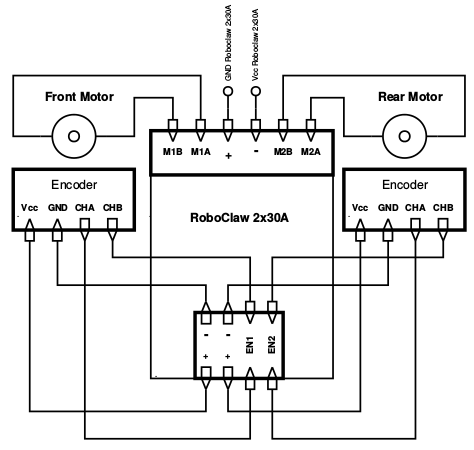 GND Roboclaw 2x30A
Vcc Roboclaw 2x30A
Front Motor
Rear Motor
M1B M1A + - M2B M2A
Encoder
Vcc GND CHA CHB
RoboClaw 2x30A
Encoder
Vcc GND CHA CHB
- - EN1 EN2
+ +